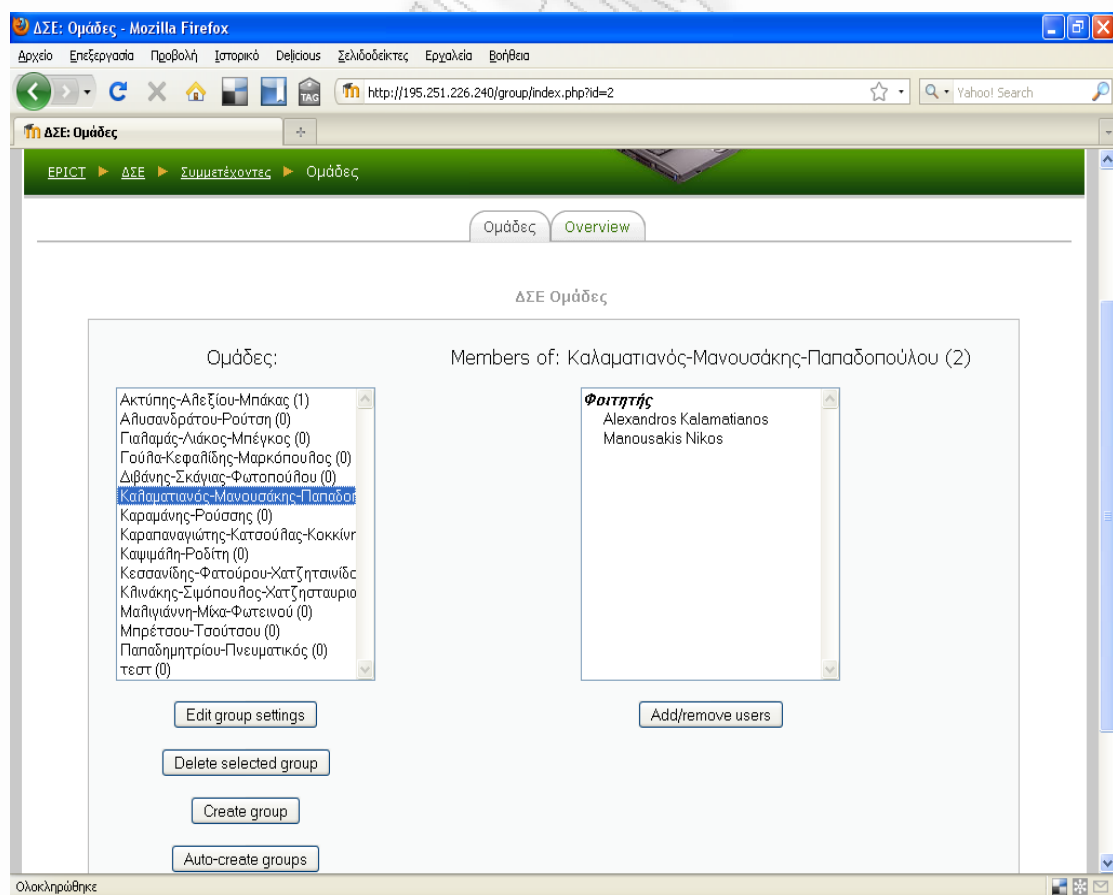 ΔΣΕ: Ομάδες - Mozilla Firefox
Αρχείο Επεξεργασία Προβολή Ιστορικό Delicious Σελιδοδείκτες Εργαλεία Βοήθεια
TAG http://195.251.226.240/group/index.php?id=2 Yahoo! Search
ΔΣΕ: Ομάδες
EPICT ΔΣΕ Συμμετέχοντες Ομάδες
Ομάδες Overview
ΔΣΕ Ομάδες
Ομάδες:
Ακτύπης-Αλεξίου-Μπάκας (1)
Αλυσανδράτου-Ρούτση (0)
Γιαλαμάς-Λιάκος-Μπέγκος (0)
Γούλα-Κεφαλίδης-Μαρκόπουλος (0)
Διβάνης-Σκάγιας-Φωτοπούλου (0)
Καλαματιανός-Μανουσάκης-Παπαδοπ
Καραμάνης-Ρούσσης (0)
Καραπαναγιώτης-Κατσούλας-Κοκκίνη
Καψιμάλη-Ροδίτη (0)
Κεσσανίδης-Φατούρου-Χατζητσινίδο
Κλινάκης-Σιμόπουλος-Χατζησταυριο
Μαλιγιάννη-Μίχα-Φωτεινού (0)
Μπρέτσου-Τσούτσου (0)
Παπαδημητρίου-Πνευματικός (0)
τεστ (0)
Edit group settings
Delete selected group
Create group
Auto-create groups
Members of: Καλαματιανός-Μανουσάκης-Παπαδοπούλου (2)
Φοιτητής
Alexandros Kalamatianos
Manousakis Nikos
Add/remove users
Ολοκληρώθηκε